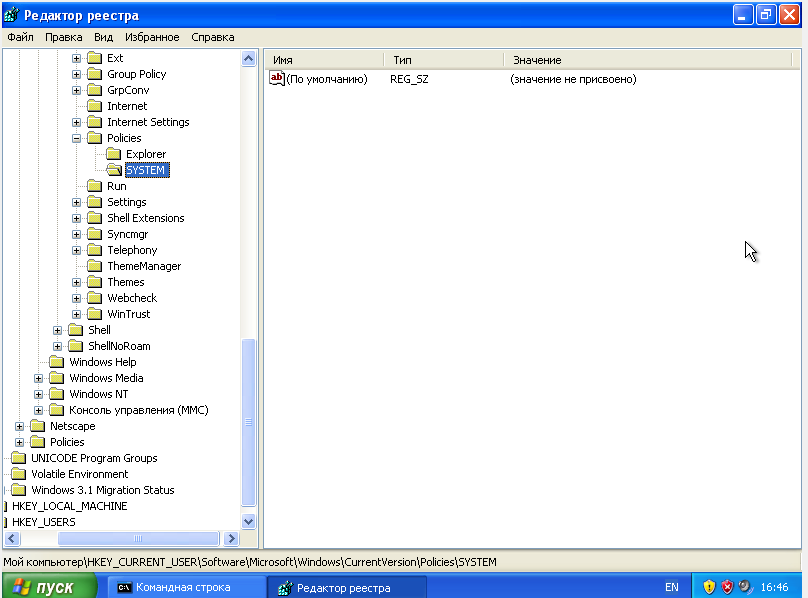 Редактор реестра
Файл Правка Вид Избранное Справка
Имя Тип Значение
ab (По умолчанию) REG_SZ (значение не присвоено)
Ext
Group Policy
GrpConv
Internet
Internet Settings
Policies
Explorer
SYSTEM
Run
Settings
Shell Extensions
Syncmgr
Telephony
ThemeManager
Themes
Webcheck
WinTrust
Shell
ShellNoRoam
Windows Help
Windows Media
Windows NT
Консоль управления (MMC)
Netscape
Policies
UNICODE Program Groups
Volatile Environment
Windows 3.1 Migration Status
HKEY_LOCAL_MACHINE
HKEY_USERS
Мой компьютер\HKEY_CURRENT_USER\Software\Microsoft\Windows\CurrentVersion\Policies\SYSTEM
пуск C:\ Командная строка Редактор реестра EN 16:46